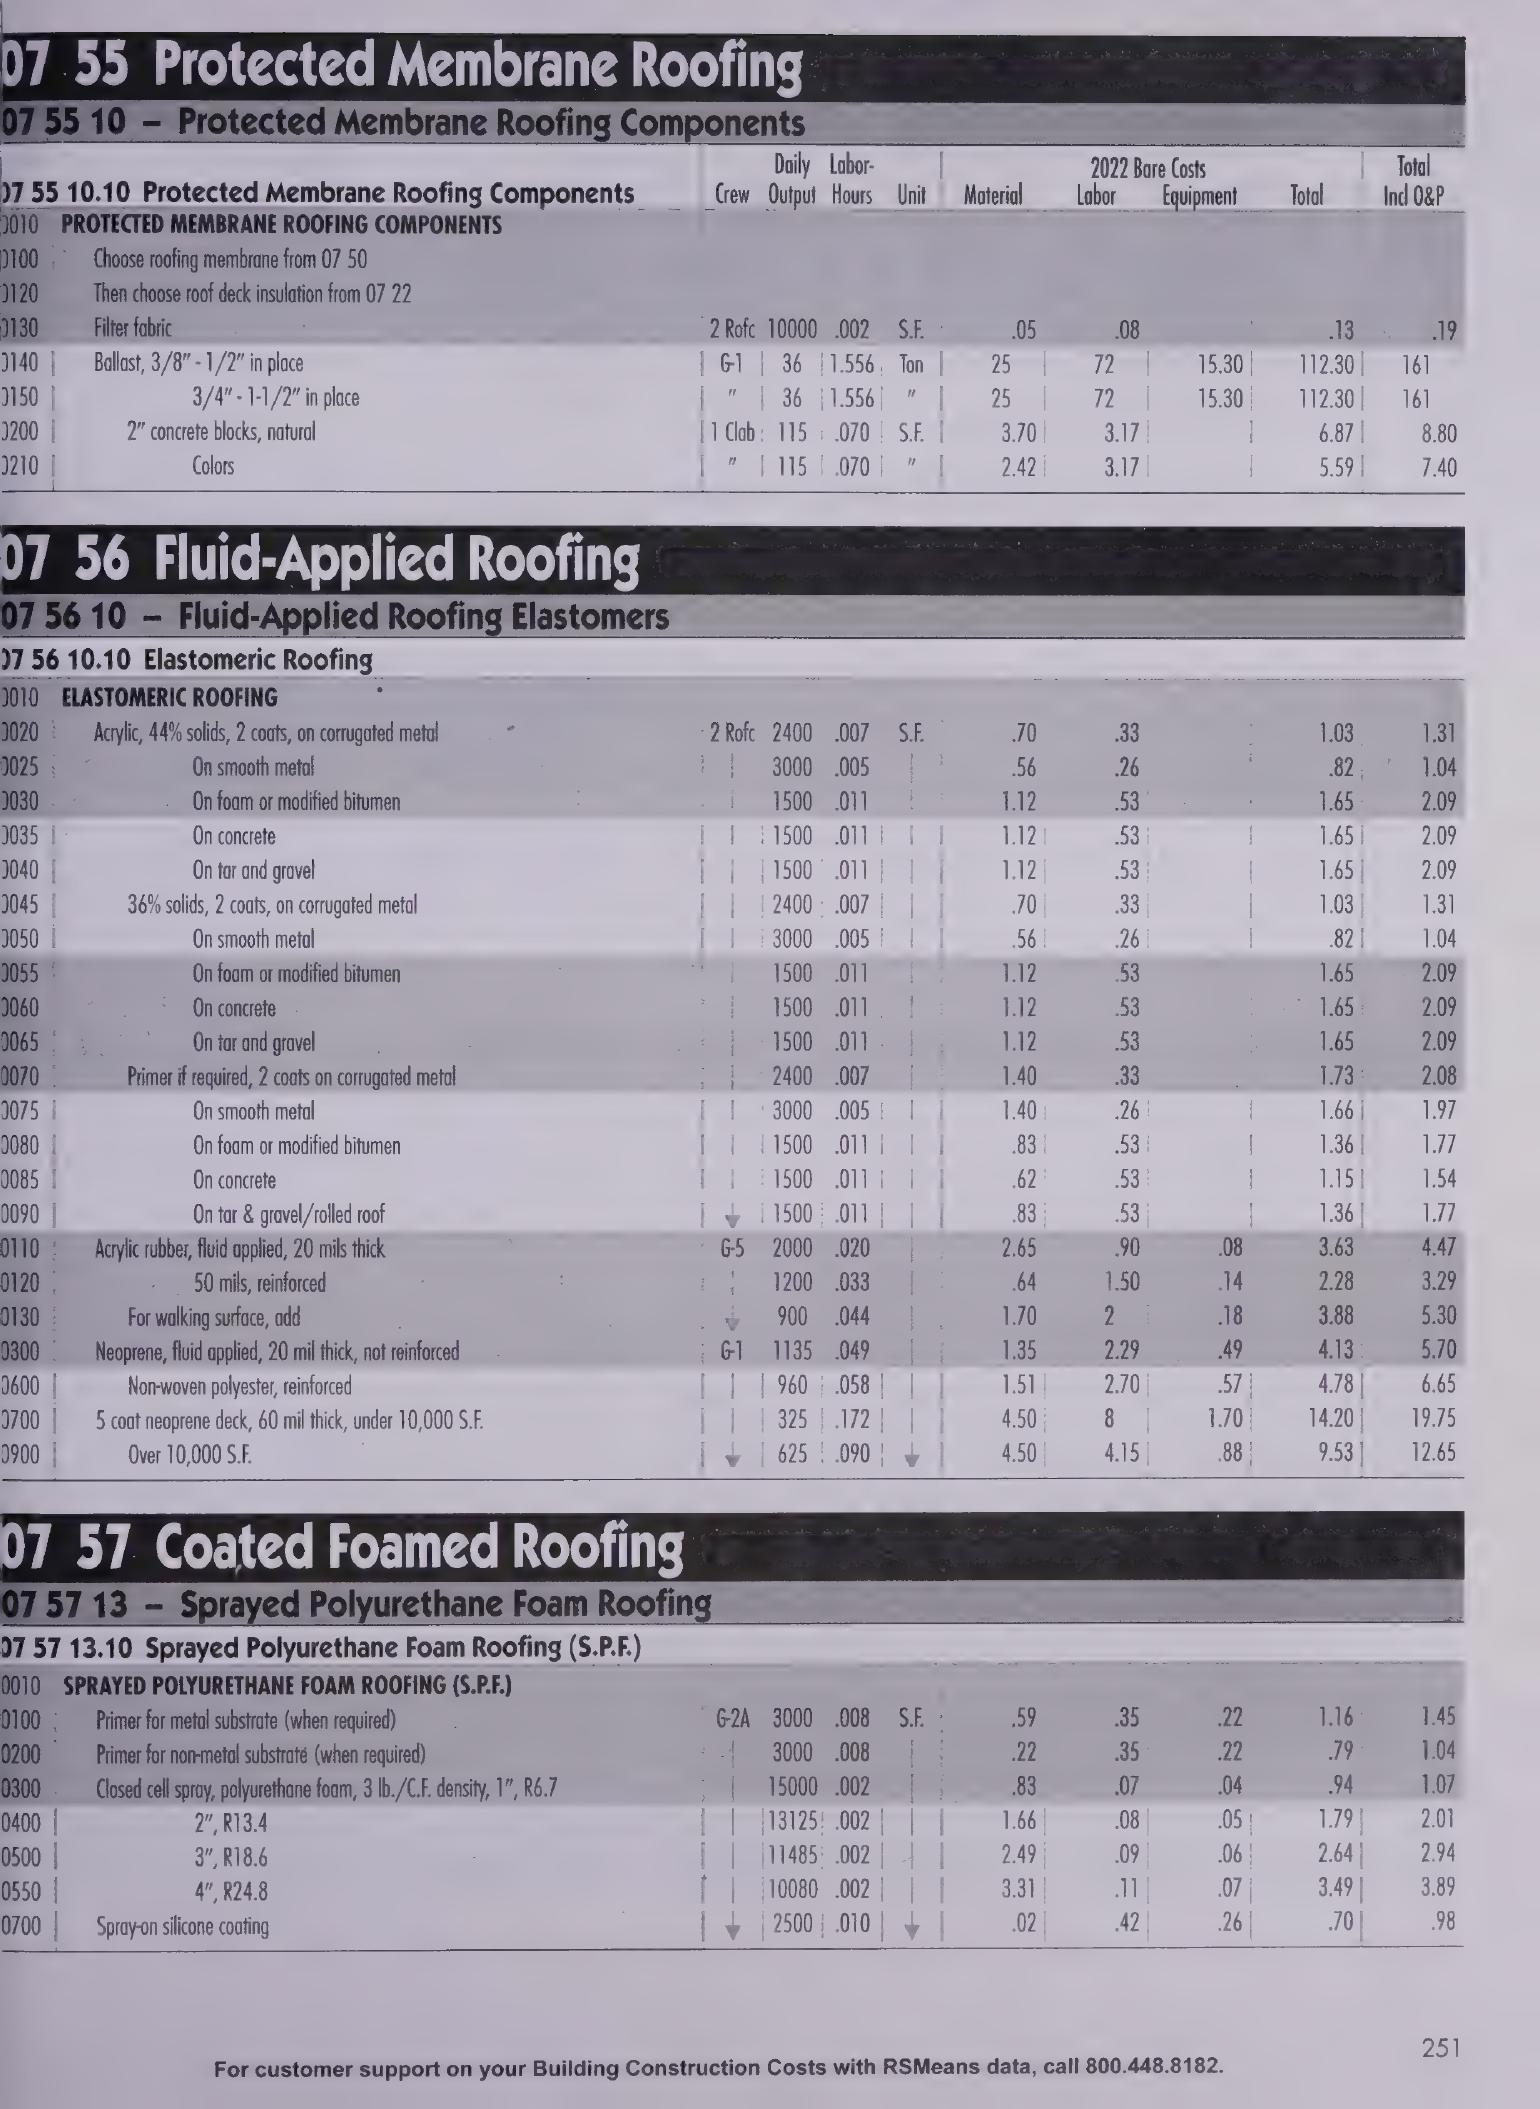 07 55 Protected Membrane Roofing
07 55 10 – Protected Membrane Roofing Components
07 55 10.10 Protected Membrane Roofing Components Crew Daily Output Labor-Hours Unit Material Labor Equipment Total Total Incl O&P
2022 Bare Costs
0010 PROTECTED MEMBRANE ROOFING COMPONENTS
0100 Choose roofing membrane from 07 50
0120 Then choose roof deck insulation from 07 22
0130 Filter fabric 2 Rofc 10000 .002 S.F. .05 .08 .13 .19
0140 Ballast, 3/8" - 1/2" in place G-1 36 1.556 Ton 25 72 15.30 112.30 161
0150 3/4" - 1-1/2" in place " 36 1.556 " 25 72 15.30 112.30 161
0200 2" concrete blocks, natural 1 Clab 115 .070 S.F. 3.70 3.17 6.87 8.80
0210 Colors " 115 .070 " 2.42 3.17 5.59 7.40
07 56 Fluid-Applied Roofing
07 56 10 – Fluid-Applied Roofing Elastomers
07 56 10.10 Elastomeric Roofing
0010 ELASTOMERIC ROOFING
0020 Acrylic, 44% solids, 2 coats, on corrugated metal 2 Rofc 2400 .007 S.F. .70 .33 1.03 1.31
0025 On smooth metal 3000 .005 .56 .26 .82 1.04
0030 On foam or modified bitumen 1500 .011 1.12 .53 1.65 2.09
0035 On concrete 1500 .011 1.12 .53 1.65 2.09
0040 On tar and gravel 1500 .011 1.12 .53 1.65 2.09
0045 36% solids, 2 coats, on corrugated metal 2400 .007 .70 .33 1.03 1.31
0050 On smooth metal 3000 .005 .56 .26 .82 1.04
0055 On foam or modified bitumen 1500 .011 1.12 .53 1.65 2.09
0060 On concrete 1500 .011 1.12 .53 1.65 2.09
0065 On tar and gravel 1500 .011 1.12 .53 1.65 2.09
0070 Primer if required, 2 coats on corrugated metal 2400 .007 1.40 .33 1.73 2.08
0075 On smooth metal 3000 .005 1.40 .26 1.66 1.97
0080 On foam or modified bitumen 1500 .011 .83 .53 1.36 1.77
0085 On concrete 1500 .011 .62 .53 1.15 1.54
0090 On tar & gravel/rolled roof 1500 .011 .83 .53 1.36 1.77
0110 Acrylic rubber, fluid applied, 20 mils thick G-5 2000 .020 2.65 .90 .08 3.63 4.47
0120 50 mils, reinforced 1200 .033 .64 1.50 .14 2.28 3.29
0130 For walking surface, add 900 .044 1.70 2 .18 3.88 5.30
0300 Neoprene, fluid applied, 20 mil thick, not reinforced G-1 1135 .049 1.35 2.29 .49 4.13 5.70
0600 Non-woven polyester, reinforced 960 .058 1.51 2.70 .57 4.78 6.65
0700 5 coat neoprene deck, 60 mil thick, under 10,000 S.F. 325 .172 4.50 8 1.70 14.20 19.75
0900 Over 10,000 S.F. 625 .090 4.50 4.15 .88 9.53 12.65
07 57 Coated Foamed Roofing
07 57 13 – Sprayed Polyurethane Foam Roofing
07 57 13.10 Sprayed Polyurethane Foam Roofing (S.P.F.)
0010 SPRAYED POLYURETHANE FOAM ROOFING (S.P.F.)
0100 Primer for metal substrate (when required) G-2A 3000 .008 S.F. .59 .35 .22 1.16 1.45
0200 Primer for non-metal substrate (when required) 3000 .008 .22 .35 .22 .79 1.04
0300 Closed cell spray, polyurethane foam, 3 lb./C.F. density, 1", R6.7 15000 .002 .83 .07 .04 .94 1.07
0400 2", R13.4 13125 .002 1.66 .08 .05 1.79 2.01
0500 3", R18.6 11485 .002 2.49 .09 .06 2.64 2.94
0550 4", R24.8 10080 .002 3.31 .11 .07 3.49 3.89
0700 Spray-on silicone coating 2500 .010 .02 .42 .26 .70 .98
251
For customer support on your Building Construction Costs with RSMeans data, call 800.448.8182.